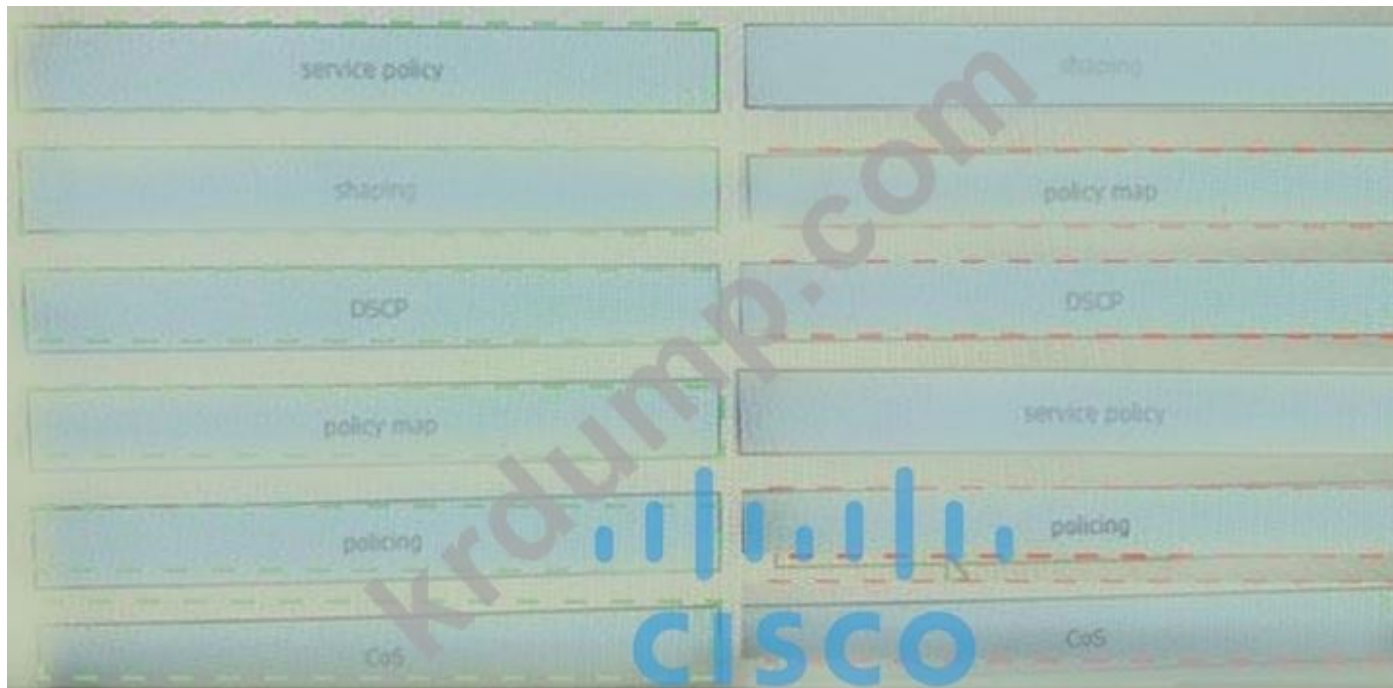 service policy
shaping
shaping
policy map
DSCP
DSCP
policy map
service policy
policing
policing
CoS
CoS
krdump.com
CISCO